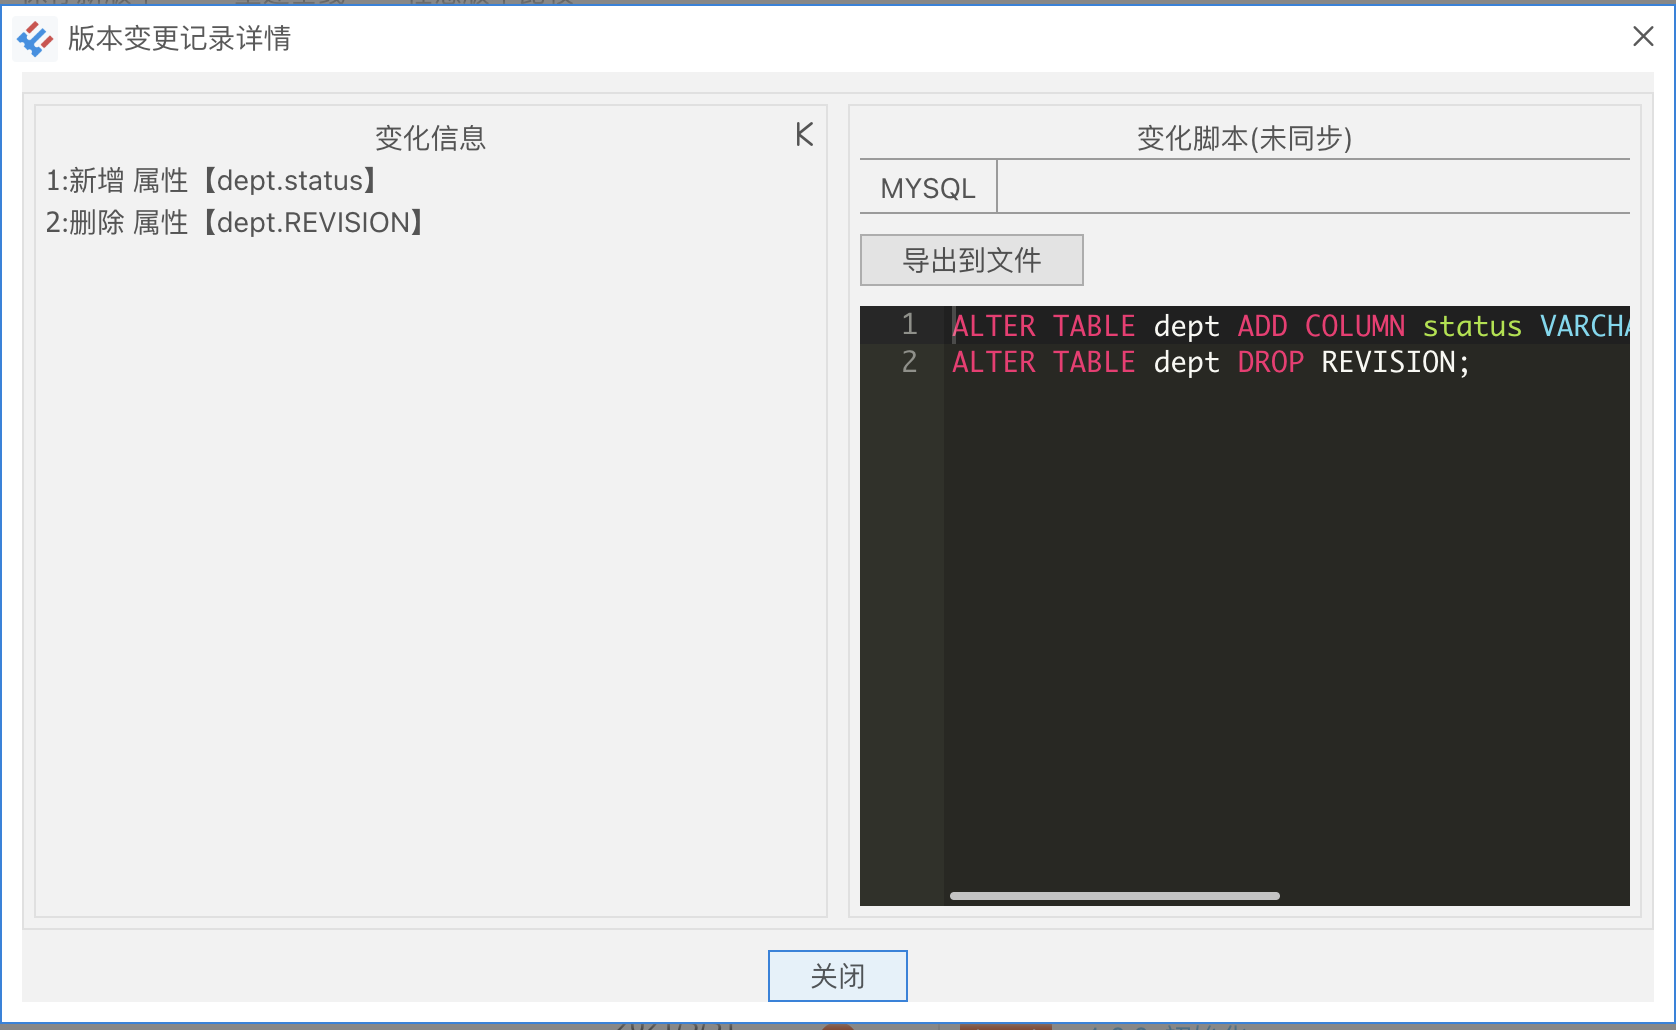 版本变更记录详情
变化信息
1:新增 属性【dept.status】
2:删除 属性【dept.REVISION】
变化脚本(未同步)
MYSQL
导出到文件
1 ALTER TABLE dept ADD COLUMN status VARCHA
2 ALTER TABLE dept DROP REVISION;
关闭